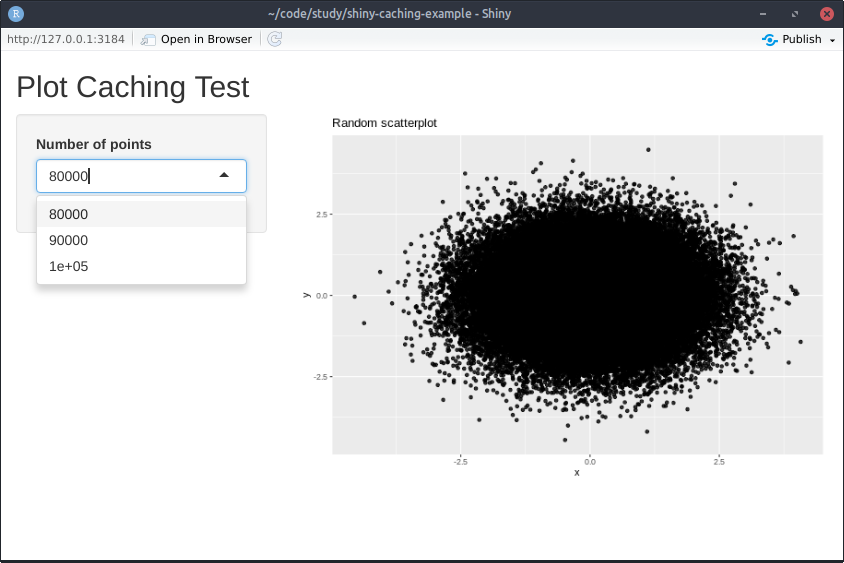 R
~/code/study/shiny-caching-example - Shiny
http://127.0.0.1:3184 Open in Browser Publish
Plot Caching Test
Number of points
80000
80000
90000
1e+05
Random scatterplot
2.5
0.0
-2.5
y
-2.5 0.0 2.5
x